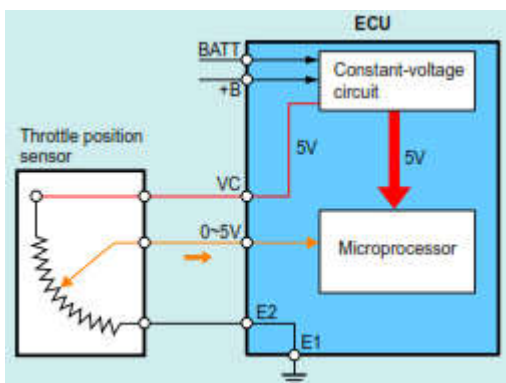 ECU
BATT
+B
Constant-voltage
circuit
Throttle position
sensor
5V
5V
VC
0~5V
Microprocessor
E2
E1